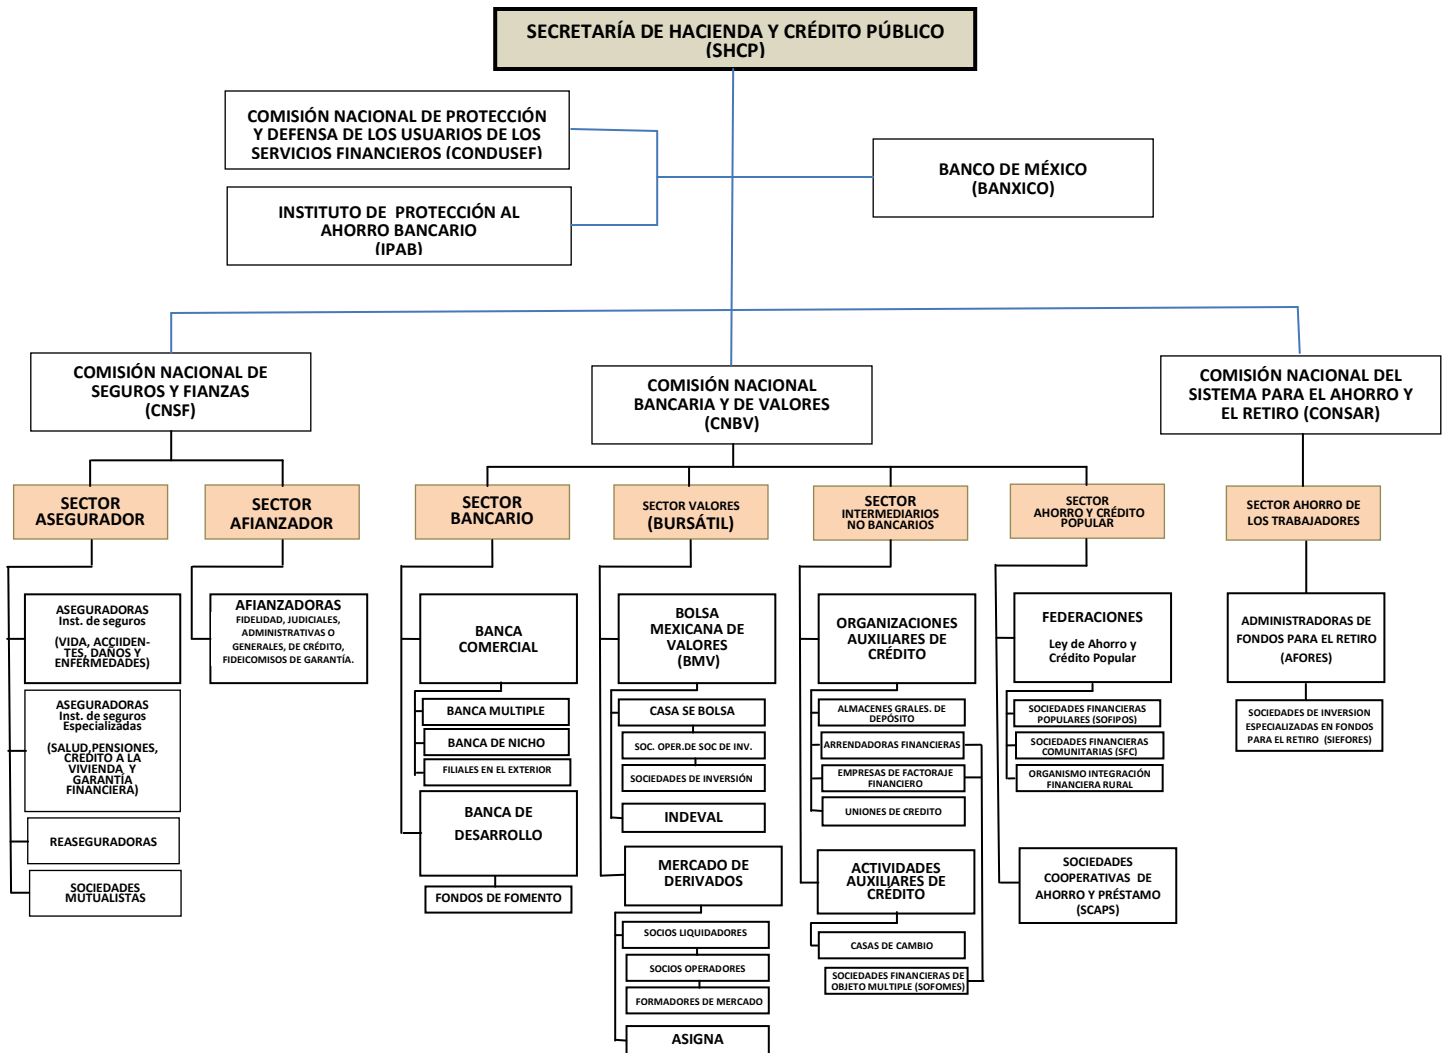 SECRETARÍA DE HACIENDA Y CRÉDITO PÚBLICO
(SHCP)
COMISIÓN NACIONAL DE PROTECCIÓN
Y DEFENSA DE LOS USUARIOS DE LOS
SERVICIOS FINANCIEROS (CONDUSEF)
BANCO DE MÉXICO
(BANXICO)
INSTITUTO DE PROTECCIÓN AL
AHORRO BANCARIO
(IPAB)
COMISIÓN NACIONAL DE
SEGUROS Y FIANZAS
(CNSF)
COMISIÓN NACIONAL
BANCARIA Y DE VALORES
(CNBV)
COMISIÓN NACIONAL DEL
SISTEMA PARA EL AHORRO Y
EL RETIRO (CONSAR)
SECTOR
ASEGURADOR
SECTOR
AFIANZADOR
SECTOR
BANCARIO
SECTOR VALORES
(BURSÁTIL)
SECTOR
INTERMEDIARIOS
NO BANCARIOS
SECTOR
AHORRO Y CRÉDITO
POPULAR
SECTOR AHORRO DE
LOS TRABAJADORES
ASEGURADORAS
Inst. de seguros
(VIDA, ACCIIDEN-
TES, DAÑOS Y
ENFERMEDADES)
ASEGURADORAS
Inst. de seguros
Especializadas
(SALUD,PENSIONES,
CREDITO A LA
VIVIENDA Y
GARANTÍA
FINANCIERA)
REASEGURADORAS
SOCIEDADES
MUTUALISTAS
AFIANZADORAS
FIDELIDAD, JUDICIALES,
ADMINISTRATIVAS O
GENERALES, DE CRÉDITO,
FIDEICOMISOS DE GARANTÍA.
BANCA
COMERCIAL
BANCA MULTIPLE
BANCA DE NICHO
FILIALES EN EL EXTERIOR
BANCA DE
DESARROLLO
FONDOS DE FOMENTO
BOLSA
MEXICANA DE
VALORES
(BMV)
CASA SE BOLSA
SOC. OPER.DE SOC DE INV.
SOCIEDADES DE INVERSIÓN
INDEVAL
MERCADO DE
DERIVADOS
SOCIOS LIQUIDADORES
SOCIOS OPERADORES
FORMADORES DE MERCADO
ASIGNA
ORGANIZACIONES
AUXILIARES DE
CRÉDITO
ALMACENES GRALES. DE
DEPÓSITO
ARRENDADORAS FINANCIERAS
EMPRESAS DE FACTORAJE
FINANCIERO
UNIONES DE CREDITO
ACTIVIDADES
AUXILIARES DE
CRÉDITO
CASAS DE CAMBIO
SOCIEDADES FINANCIERAS DE
OBJETO MULTIPLE (SOFOMES)
FEDERACIONES
Ley de Ahorro y
Crédito Popular
SOCIEDADES FINANCIERAS
POPULARES (SOFIPOS)
SOCIEDADES FINANCIERAS
COMUNITARIAS (SFC)
ORGANISMO INTEGRACIÓN
FINANCIERA RURAL
SOCIEDADES
COOPERATIVAS DE
AHORRO Y PRÉSTAMO
(SCAPS)
ADMINISTRADORAS DE
FONDOS PARA EL RETIRO
(AFORES)
SOCIEDADES DE INVERSION
ESPECIALIZADAS EN FONDOS
PARA EL RETIRO (SIEFORES)